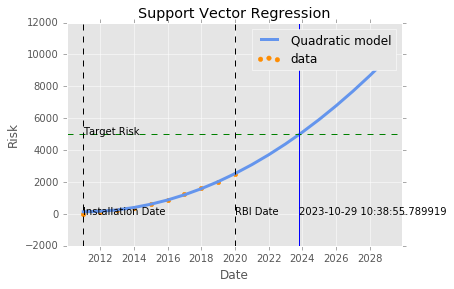 Support Vector Regression
12000
10000
8000
6000
4000
2000
0
−2000
Risk
Quadratic model
data
Target Risk
Installation Date
RBI Date
2023-10-29 10:38:55.789919
2012
2014
2016
2018
2020
2022
2024
2026
2028
Date